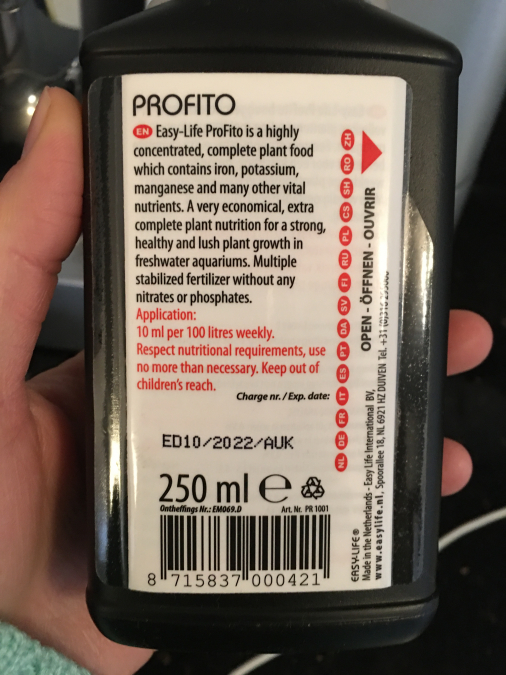 PROFITO
EN Easy-Life ProFito is a highly
concentrated, complete plant food
which contains iron, potassium,
manganese and many other vital
nutrients. A very economical, extra
complete plant nutrition for a strong,
healthy and lush plant growth in
freshwater aquariums. Multiple
stabilized fertilizer without any
nitrates or phosphates.
Application:
10 ml per 100 litres weekly.
Respect nutritional requirements, use
no more than necessary. Keep out of
children's reach.
Charge nr. / Exp. date:
ED10/2022/AUK
250 ml e
Ontheffings Nr.: EM069.D Art. Nr. PR 1001
8 715837 000421
NL DE FR IT ES PT DA SV FI RU PL CS SH RO ZH
OPEN - ÖFFNEN - OUVRIR
EASY-LIFE®
Made in the Netherlands - Easy Life International BV,
www.easylife.nl, Spoorallee 18, NL 6921 HZ DUIVEN Tel. +31